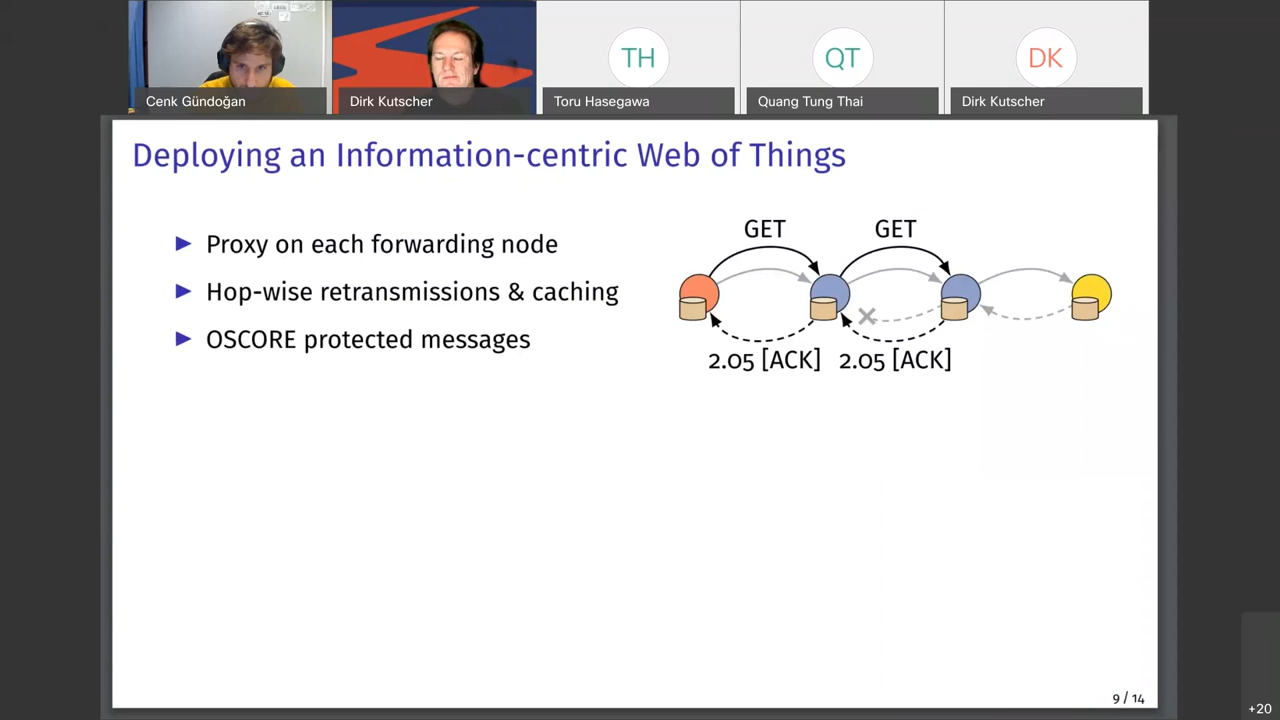 TH
QT
DK
Cenk Gündoğan
Dirk Kutscher
Toru Hasegawa
Quang Tung Thai
Dirk Kutscher
Deploying an Information-centric Web of Things
Proxy on each forwarding node
Hop-wise retransmissions & caching
OSCORE protected messages
GET
GET
2.05 [ACK]
2.05 [ACK]
9 / 14
+20